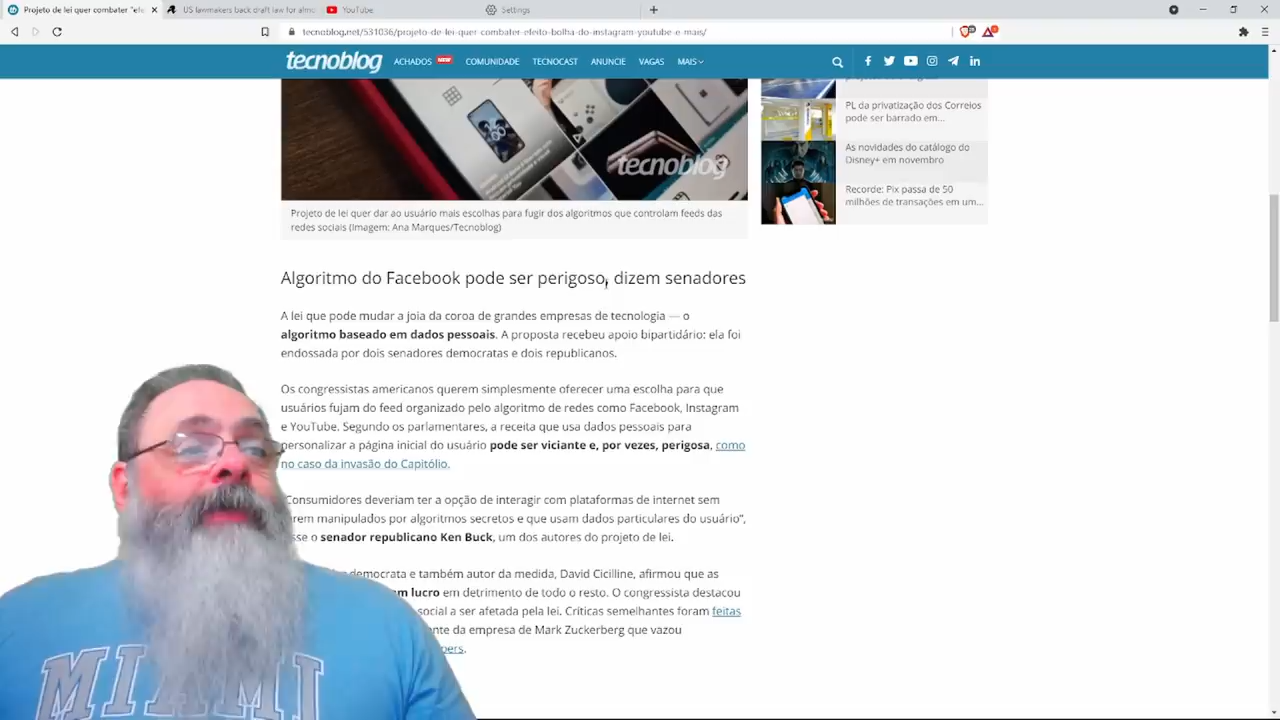 Projeto de lei quer combater "efe
US lawmakers back draft law for almo
YouTube
Settings
tecnoblog.net/531036/projeto-de-lei-quer-combater-efeito-bolha-do-instagram-youtube-e-mais/
tecnoblog
ACHADOS NEW COMUNIDADE TECNOCAST ANUNCIE VAGAS MAIS
tecnoblog
PL da privatização dos Correios
pode ser barrado em...
As novidades do catálogo do
Disney+ em novembro
Recorde: Pix passa de 50
milhões de transações em um...
Projeto de lei quer dar ao usuário mais escolhas para fugir dos algoritmos que controlam feeds das
redes sociais (Imagem: Ana Marques/Tecnoblog)
Algoritmo do Facebook pode ser perigoso, dizem senadores
A lei que pode mudar a joia da coroa de grandes empresas de tecnologia — o
algoritmo baseado em dados pessoais. A proposta recebeu apoio bipartidário: ela foi
endossada por dois senadores democratas e dois republicanos.
Os congressistas americanos querem simplesmente oferecer uma escolha para que
usuários fujam do feed organizado pelo algoritmo de redes como Facebook, Instagram
e YouTube. Segundo os parlamentares, a receita que usa dados pessoais para
personalizar a página inicial do usuário pode ser viciante e, por vezes, perigosa, como
no caso da invasão do Capitólio.
"Consumidores deveriam ter a opção de interagir com plataformas de internet sem
erem manipulados por algoritmos secretos e que usam dados particulares do usuário",
sse o senador republicano Ken Buck, um dos autores do projeto de lei.
democrata e também autor da medida, David Cicilline, afirmou que as
m lucro em detrimento de todo o resto. O congressista destacou
social a ser afetada pela lei. Críticas semelhantes foram feitas
nte da empresa de Mark Zuckerberg que vazou
pers.
MIAMI